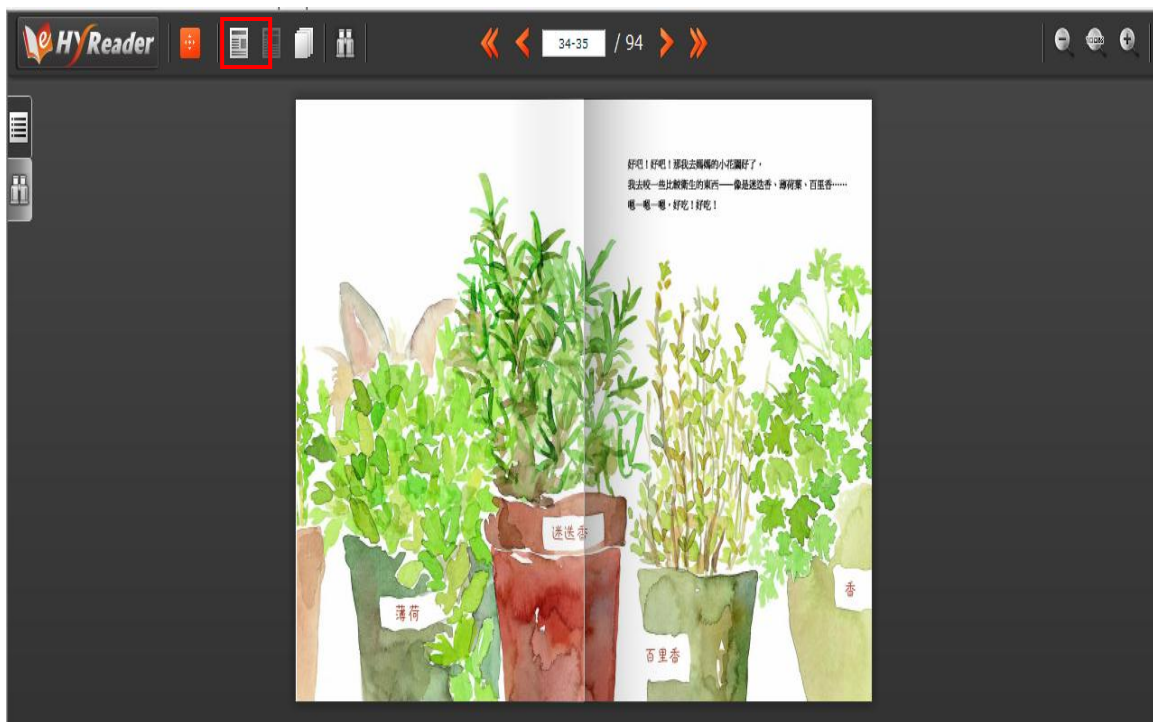 HyReader
34-35 / 94
100%
好吧！好吧！那我去媽媽的小花園好了，
我去咬一些比較衛生的東西——像是迷迭香、薄荷葉、百里香……
嗯—嗯—嗯，好吃！好吃！
迷迭香
薄荷
百里香
香